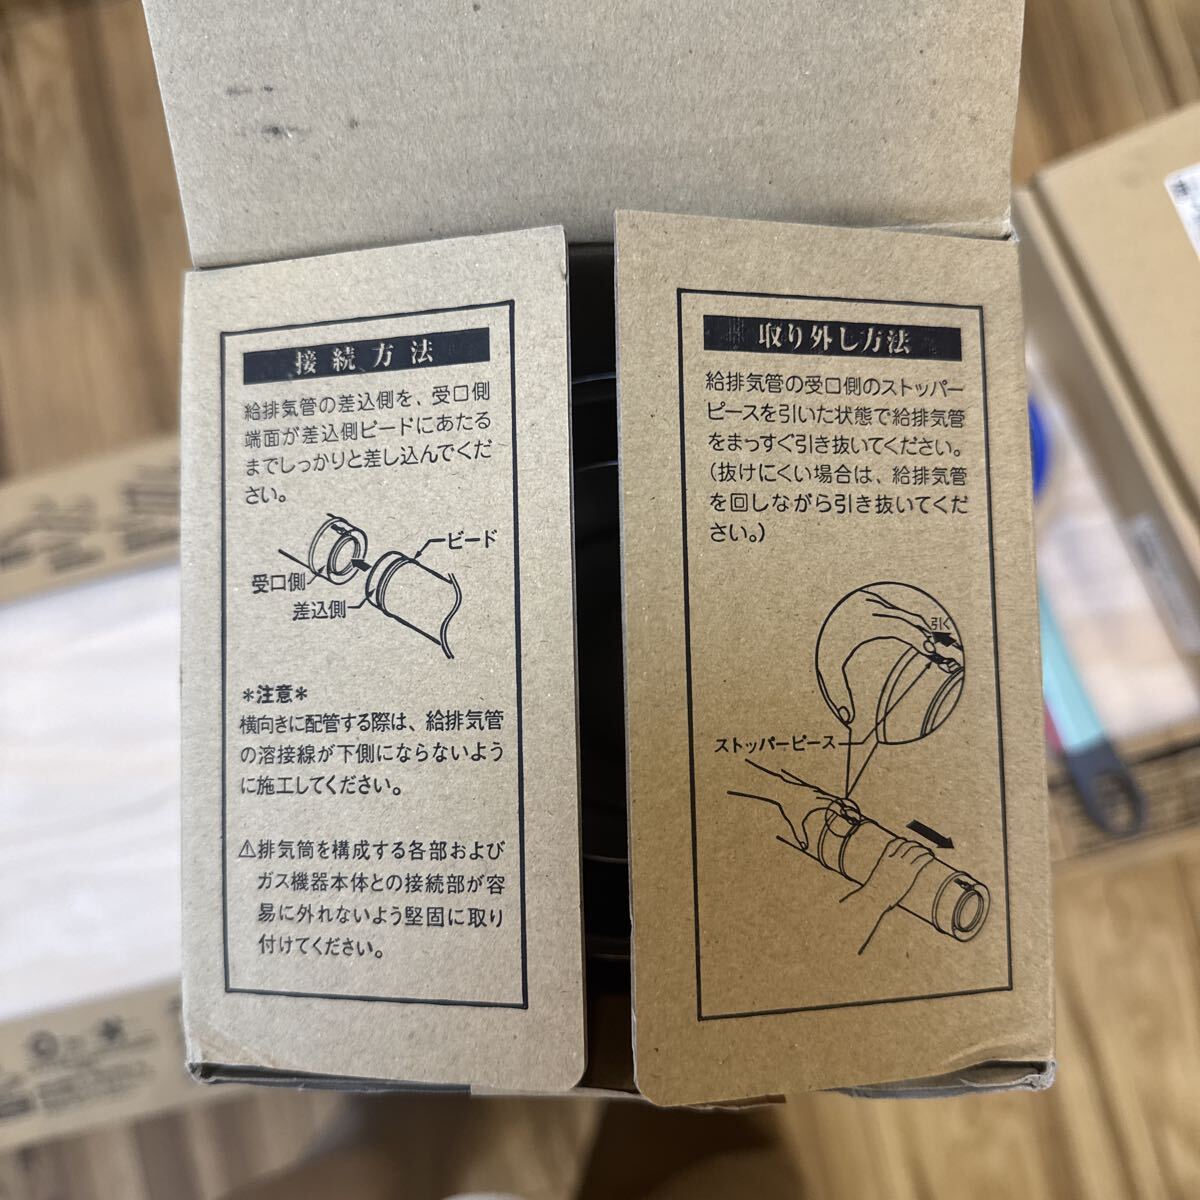 接続方法
給排気管の差込側を、受口側
端面が差込側ビードにあたる
までしっかりと差し込んでくだ
さい。
ビード
受口側
差込側
*注意*
横向きに配管する際は、給排気管
の溶接線が下側にならないよう
に施工してください。
⚠排気筒を構成する各部および
ガス機器本体との接続部が容
易に外れないよう堅固に取り
付けてください。
取り外し方法
給排気管の受口側のストッパー
ピースを引いた状態で給排気管
をまっすぐ引き抜いてください。
(抜けにくい場合は、給排気管
を回しながら引き抜いてくだ
さい。)
引く
ストッパーピース